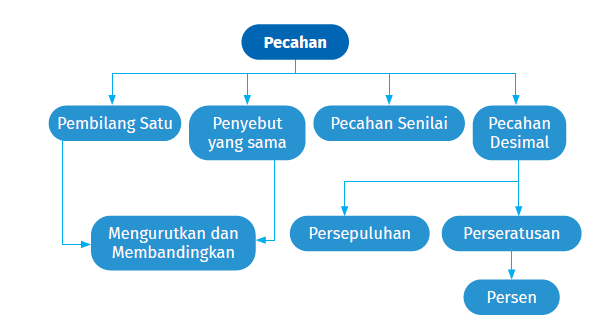 Pecahan
Pembilang Satu
Penyebut
yang sama
Pecahan Senilai
Pecahan
Desimal
Mengurutkan dan
Membandingkan
Persepuluhan
Perseratusan
Persen